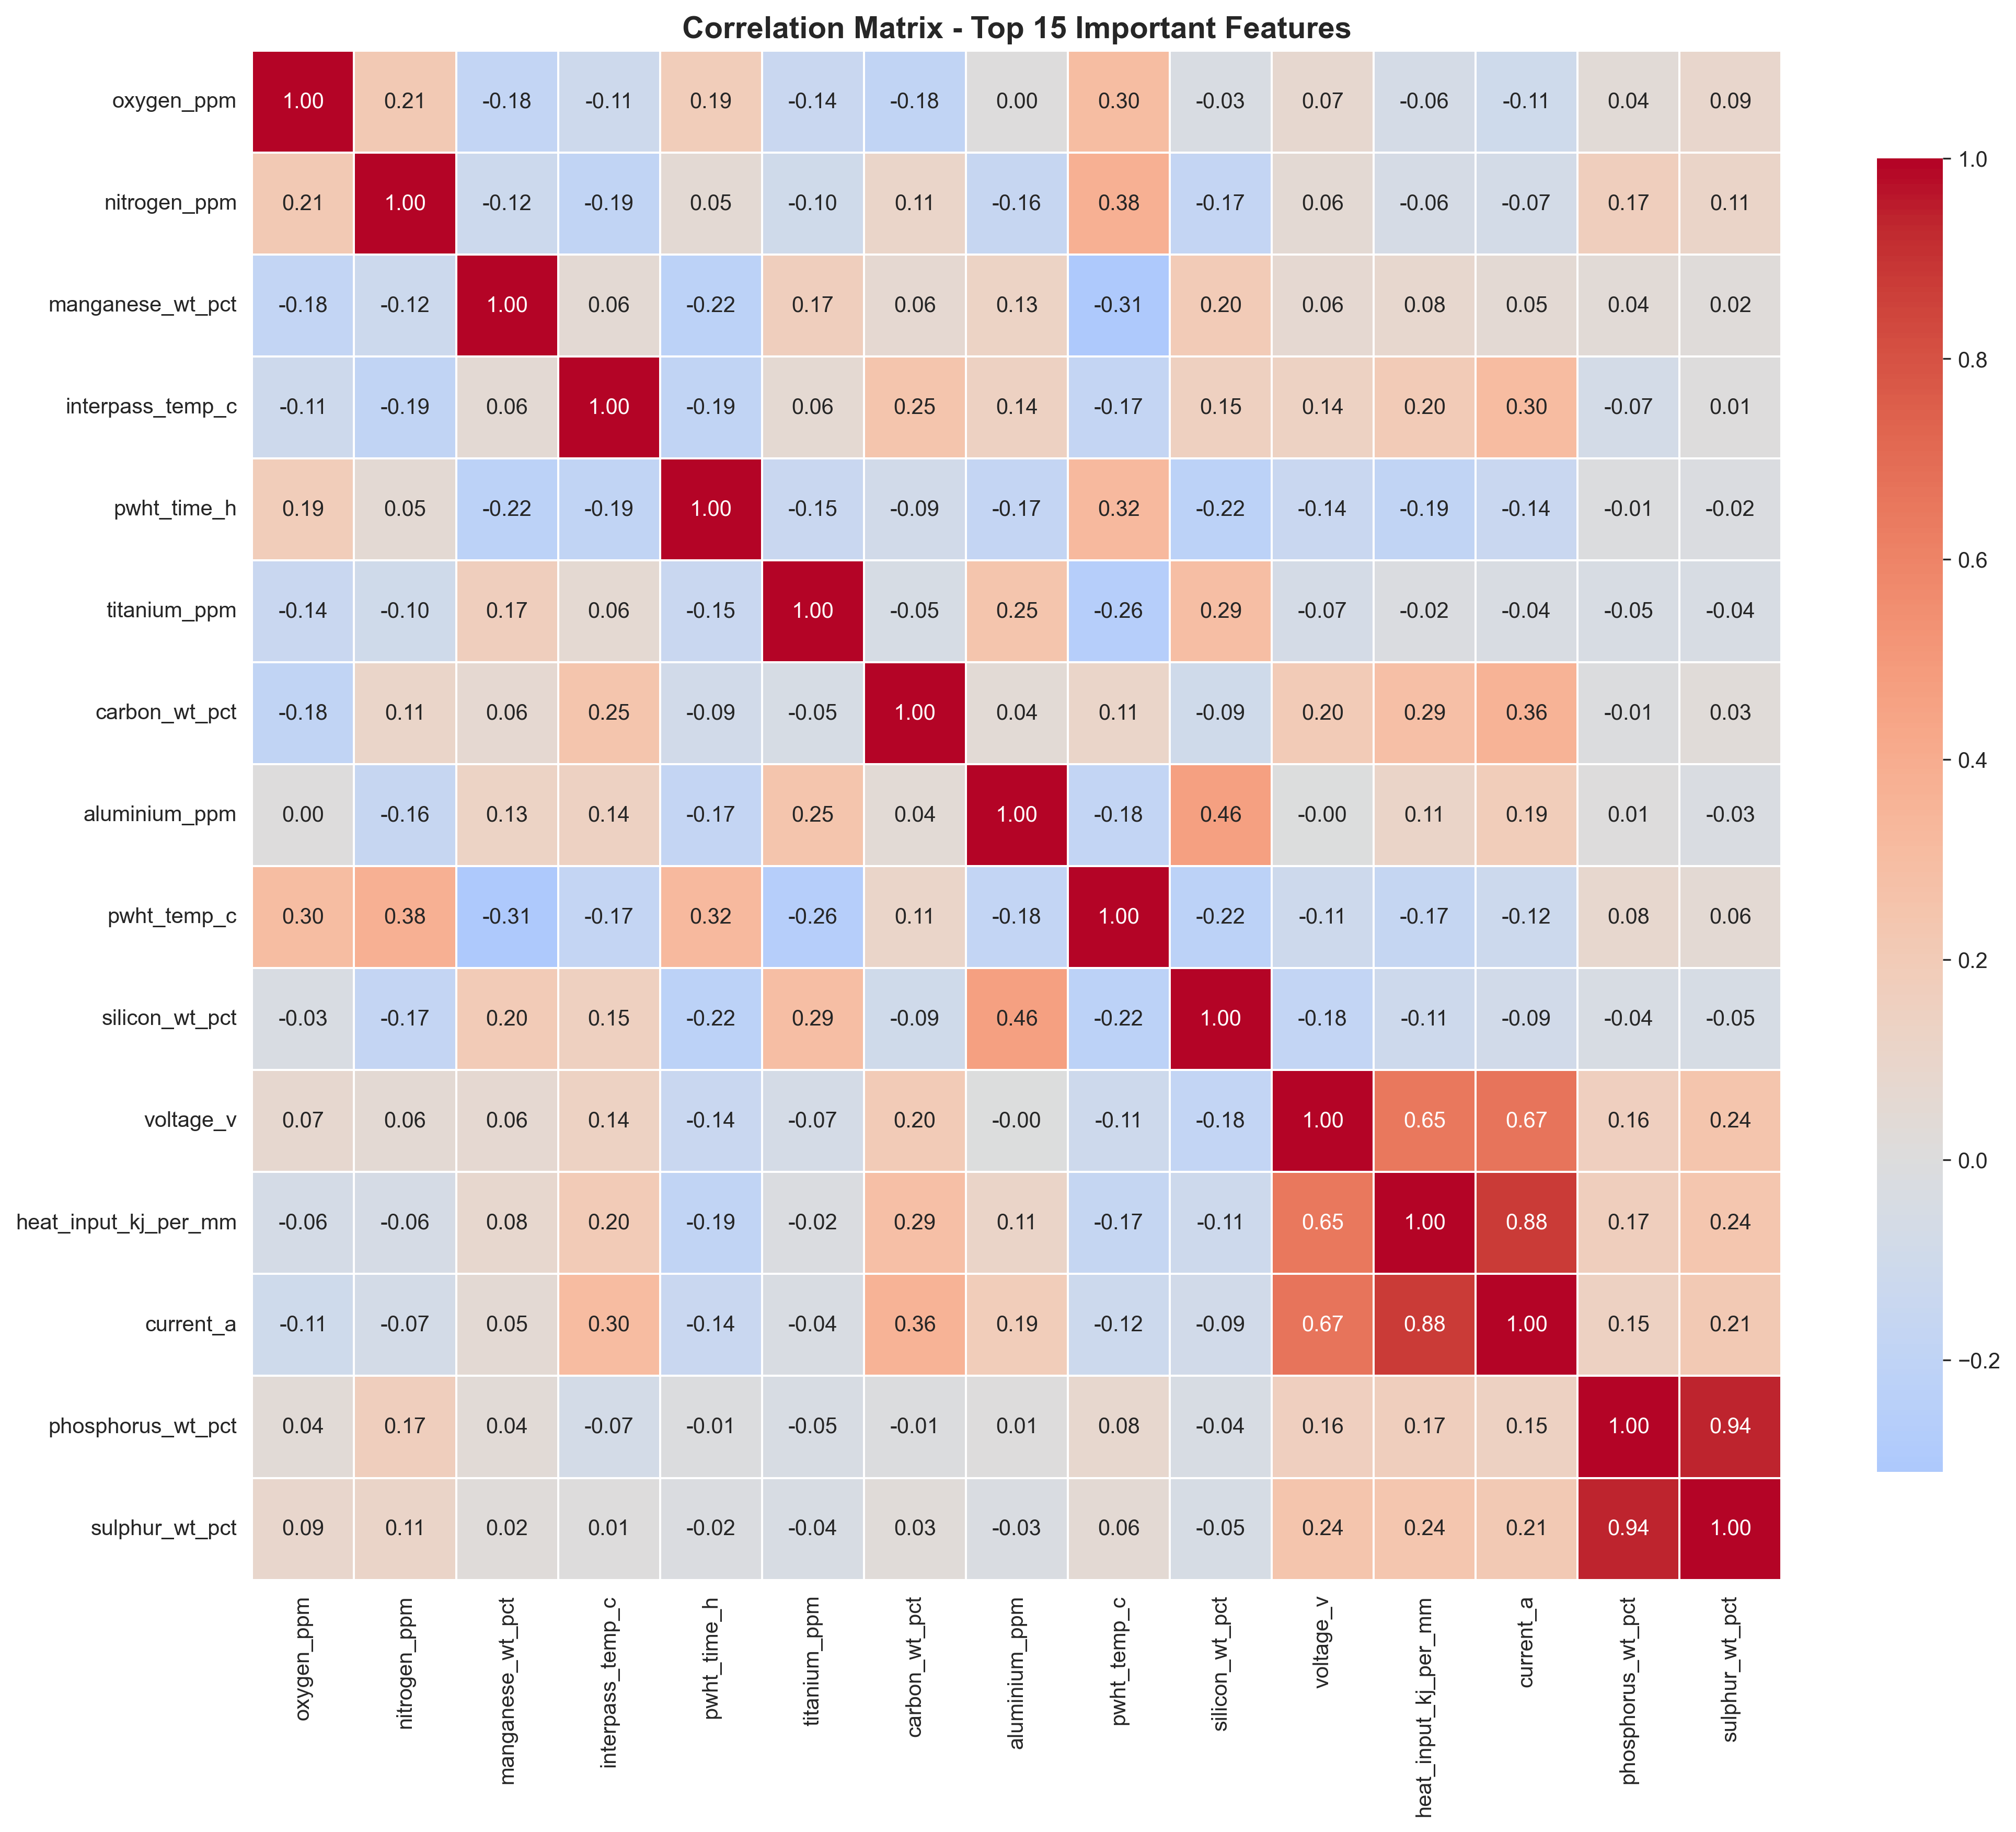 Correlation Matrix - Top 15 Important Features
oxygen_ppm 1.00 0.21 -0.18 -0.11 0.19 -0.14 -0.18 0.00 0.30 -0.03 0.07 -0.06 -0.11 0.04 0.09
nitrogen_ppm 0.21 1.00 -0.12 -0.19 0.05 -0.10 0.11 -0.16 0.38 -0.17 0.06 -0.06 -0.07 0.17 0.11
manganese_wt_pct -0.18 -0.12 1.00 0.06 -0.22 0.17 0.06 0.13 -0.31 0.20 0.06 0.08 0.05 0.04 0.02
interpass_temp_c -0.11 -0.19 0.06 1.00 -0.19 0.06 0.25 0.14 -0.17 0.15 0.14 0.20 0.30 -0.07 0.01
pwht_time_h 0.19 0.05 -0.22 -0.19 1.00 -0.15 -0.09 -0.17 0.32 -0.22 -0.14 -0.19 -0.14 -0.01 -0.02
titanium_ppm -0.14 -0.10 0.17 0.06 -0.15 1.00 -0.05 0.25 -0.26 0.29 -0.07 -0.02 -0.04 -0.05 -0.04
carbon_wt_pct -0.18 0.11 0.06 0.25 -0.09 -0.05 1.00 0.04 0.11 -0.09 0.20 0.29 0.36 -0.01 0.03
aluminium_ppm 0.00 -0.16 0.13 0.14 -0.17 0.25 0.04 1.00 -0.18 0.46 -0.00 0.11 0.19 0.01 -0.03
pwht_temp_c 0.30 0.38 -0.31 -0.17 0.32 -0.26 0.11 -0.18 1.00 -0.22 -0.11 -0.17 -0.12 0.08 0.06
silicon_wt_pct -0.03 -0.17 0.20 0.15 -0.22 0.29 -0.09 0.46 -0.22 1.00 -0.18 -0.11 -0.09 -0.04 -0.05
voltage_v 0.07 0.06 0.06 0.14 -0.14 -0.07 0.20 -0.00 -0.11 -0.18 1.00 0.65 0.67 0.16 0.24
heat_input_kj_per_mm -0.06 -0.06 0.08 0.20 -0.19 -0.02 0.29 0.11 -0.17 -0.11 0.65 1.00 0.88 0.17 0.24
current_a -0.11 -0.07 0.05 0.30 -0.14 -0.04 0.36 0.19 -0.12 -0.09 0.67 0.88 1.00 0.15 0.21
phosphorus_wt_pct 0.04 0.17 0.04 -0.07 -0.01 -0.05 -0.01 0.01 0.08 -0.04 0.16 0.17 0.15 1.00 0.94
sulphur_wt_pct 0.09 0.11 0.02 0.01 -0.02 -0.04 0.03 -0.03 0.06 -0.05 0.24 0.24 0.21 0.94 1.00
oxygen_ppm
nitrogen_ppm
manganese_wt_pct
interpass_temp_c
pwht_time_h
titanium_ppm
carbon_wt_pct
aluminium_ppm
pwht_temp_c
silicon_wt_pct
voltage_v
heat_input_kj_per_mm
current_a
phosphorus_wt_pct
sulphur_wt_pct
1.0
0.8
0.6
0.4
0.2
0.0
−0.2